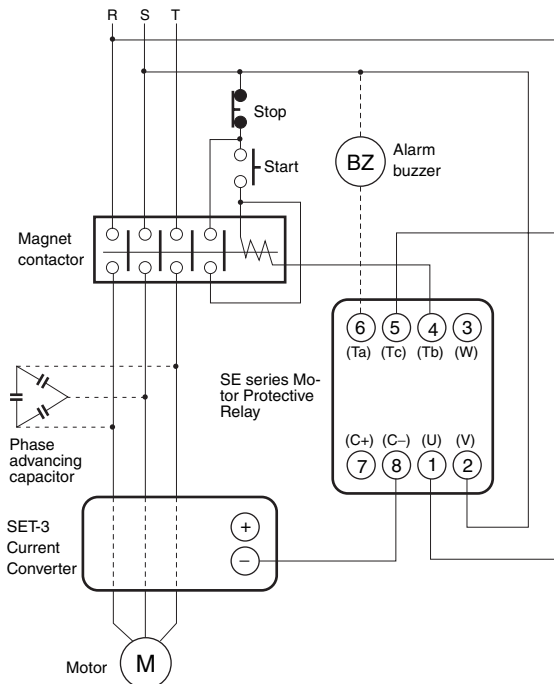 R S T
Stop
Start
BZ
Alarm
buzzer
Magnet
contactor
6 5 4 3
(Ta) (Tc) (Tb) (W)
SE series Mo-
tor Protective
Relay
(C+) (C−) (U) (V)
7 8 1 2
Phase
advancing
capacitor
SET-3
Current
Converter
+
−
Motor
M